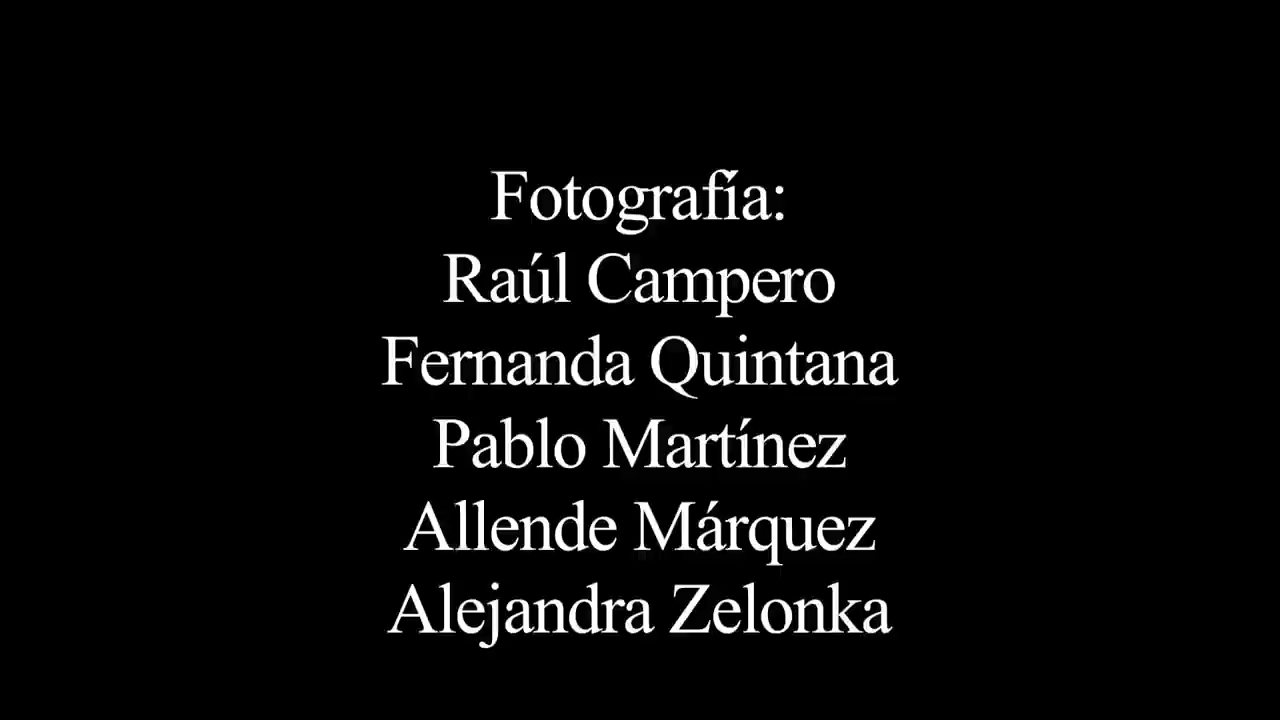 Fotografía:
Raúl Campero
Fernanda Quintana
Pablo Martínez
Allende Márquez
Alejandra Zelonka